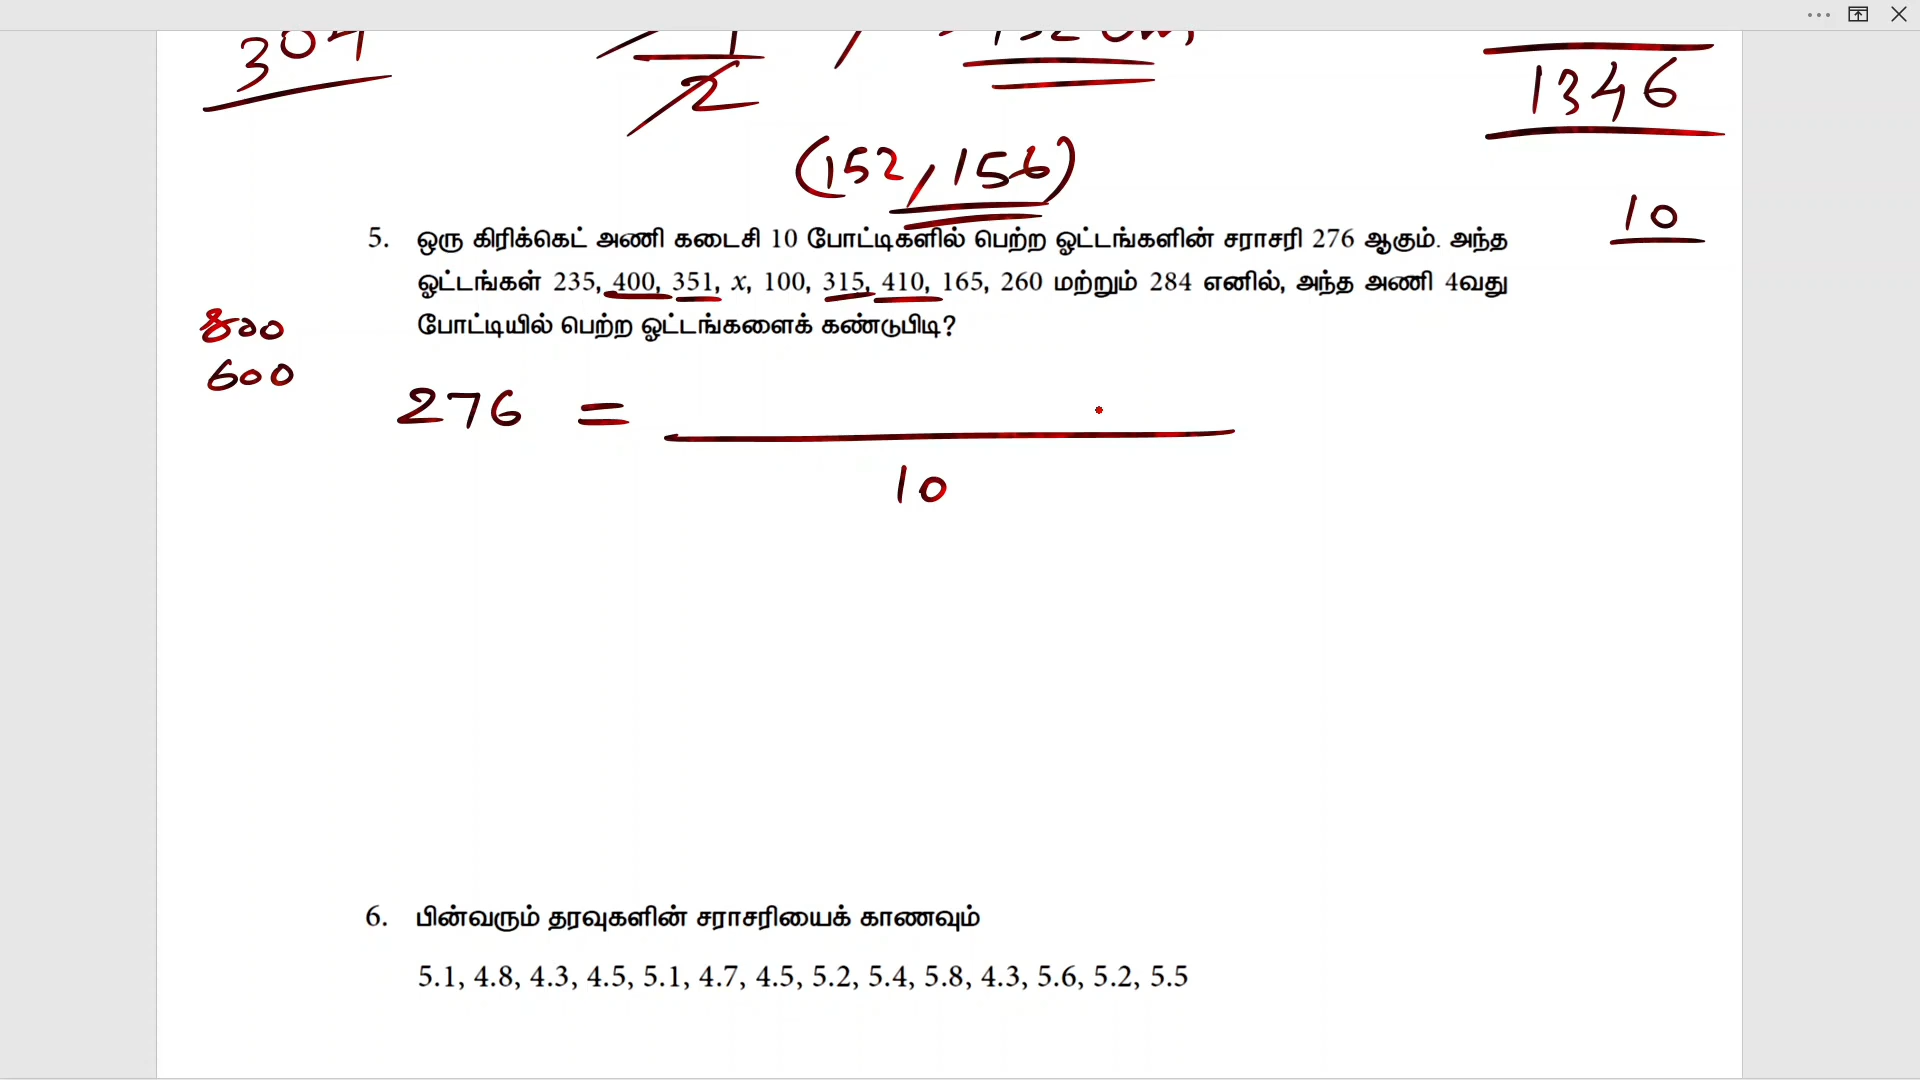 304
1346
2
(152, 156)
10
5. ஒரு கிரிக்கெட் அணி கடைசி 10 போட்டிகளில் பெற்ற ஓட்டங்களின் சராசரி 276 ஆகும். அந்த
ஓட்டங்கள் 235, 400, 351, x, 100, 315, 410, 165, 260 மற்றும் 284 எனில், அந்த அணி 4வது
போட்டியில் பெற்ற ஓட்டங்களைக் கண்டுபிடி?
800
600
276 =
10
6. பின்வரும் தரவுகளின் சராசரியைக் காணவும்
5.1, 4.8, 4.3, 4.5, 5.1, 4.7, 4.5, 5.2, 5.4, 5.8, 4.3, 5.6, 5.2, 5.5